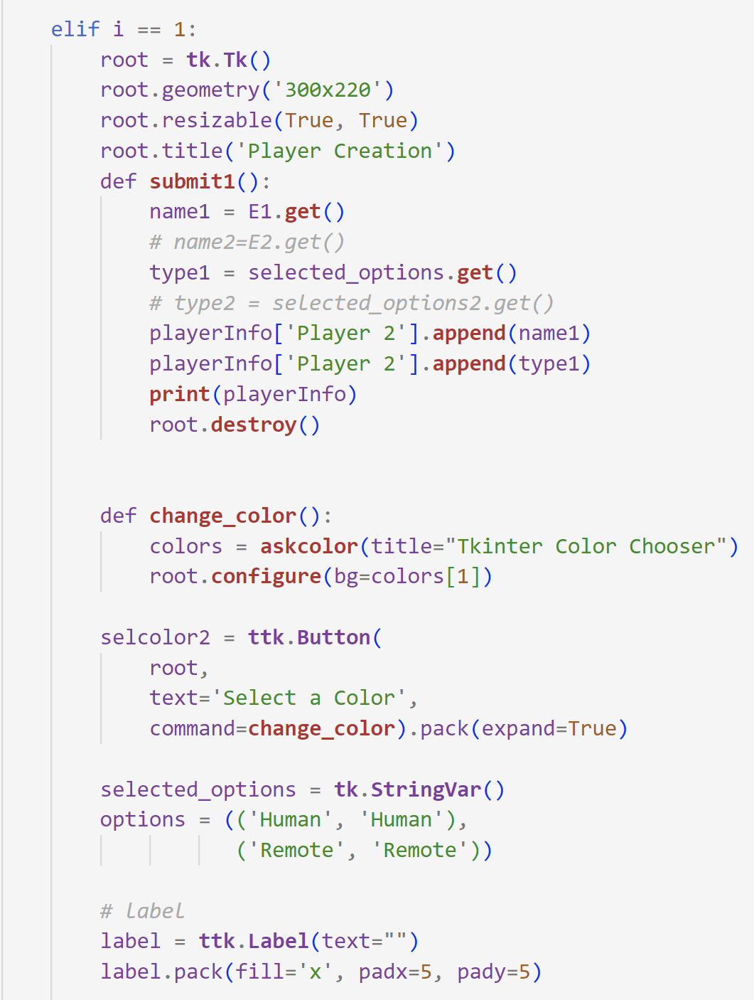 elif i == 1:
root = tk.Tk()
root.geometry('300x220')
root.resizable(True, True)
root.title('Player Creation')
def submit1():
name1 = E1.get()
# name2=E2.get()
type1 = selected_options.get()
# type2 = selected_options2.get()
playerInfo['Player 2'].append(name1)
playerInfo['Player 2'].append(type1)
print(playerInfo)
root.destroy()
def change_color():
colors = askcolor(title="Tkinter Color Chooser")
root.configure(bg=colors[1])
selcolor2 = ttk.Button(
root,
text='Select a Color',
command=change_color).pack(expand=True)
selected_options = tk.StringVar()
options = (('Human', 'Human'),
('Remote', 'Remote'))
# label
label = ttk.Label(text="")
label.pack(fill='x', padx=5, pady=5)